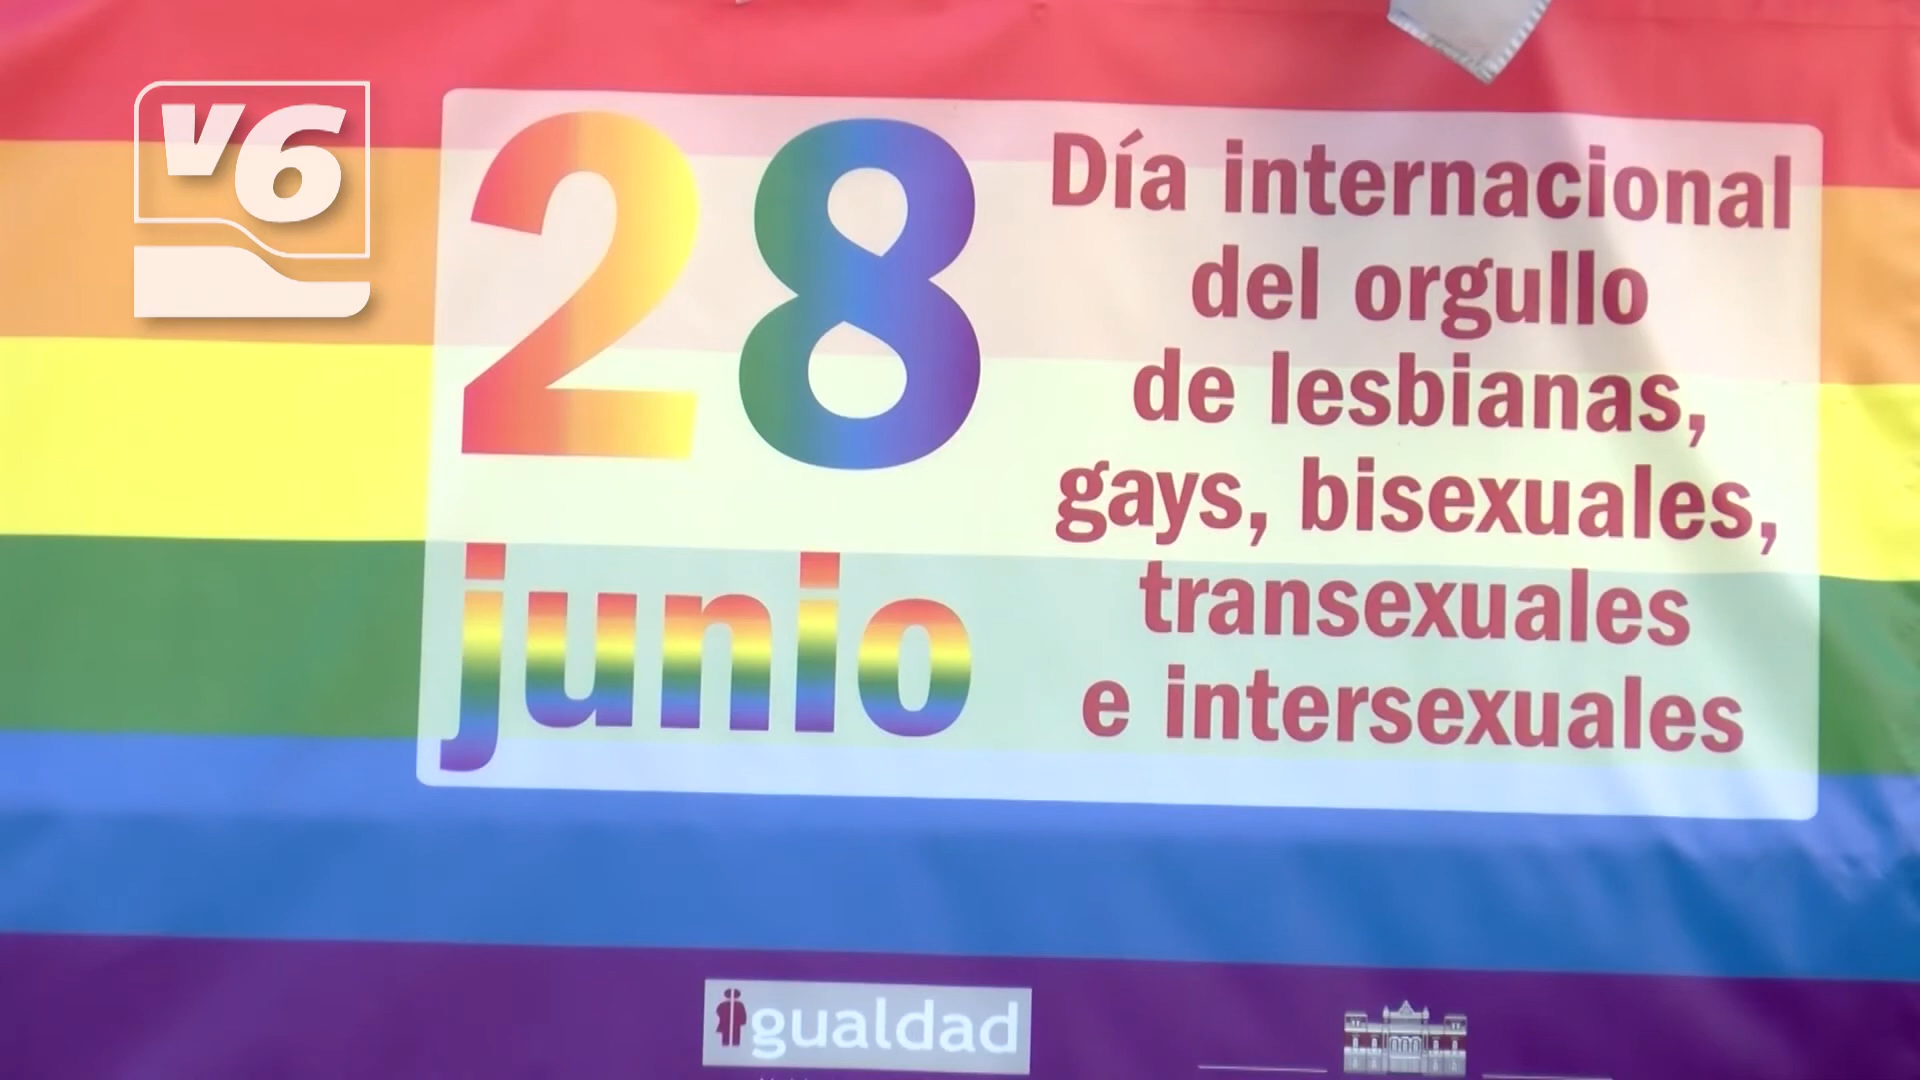 V6
28
junio
Día internacional
del orgullo
de lesbianas,
gays, bisexuales,
transexuales
e intersexuales
igualdad